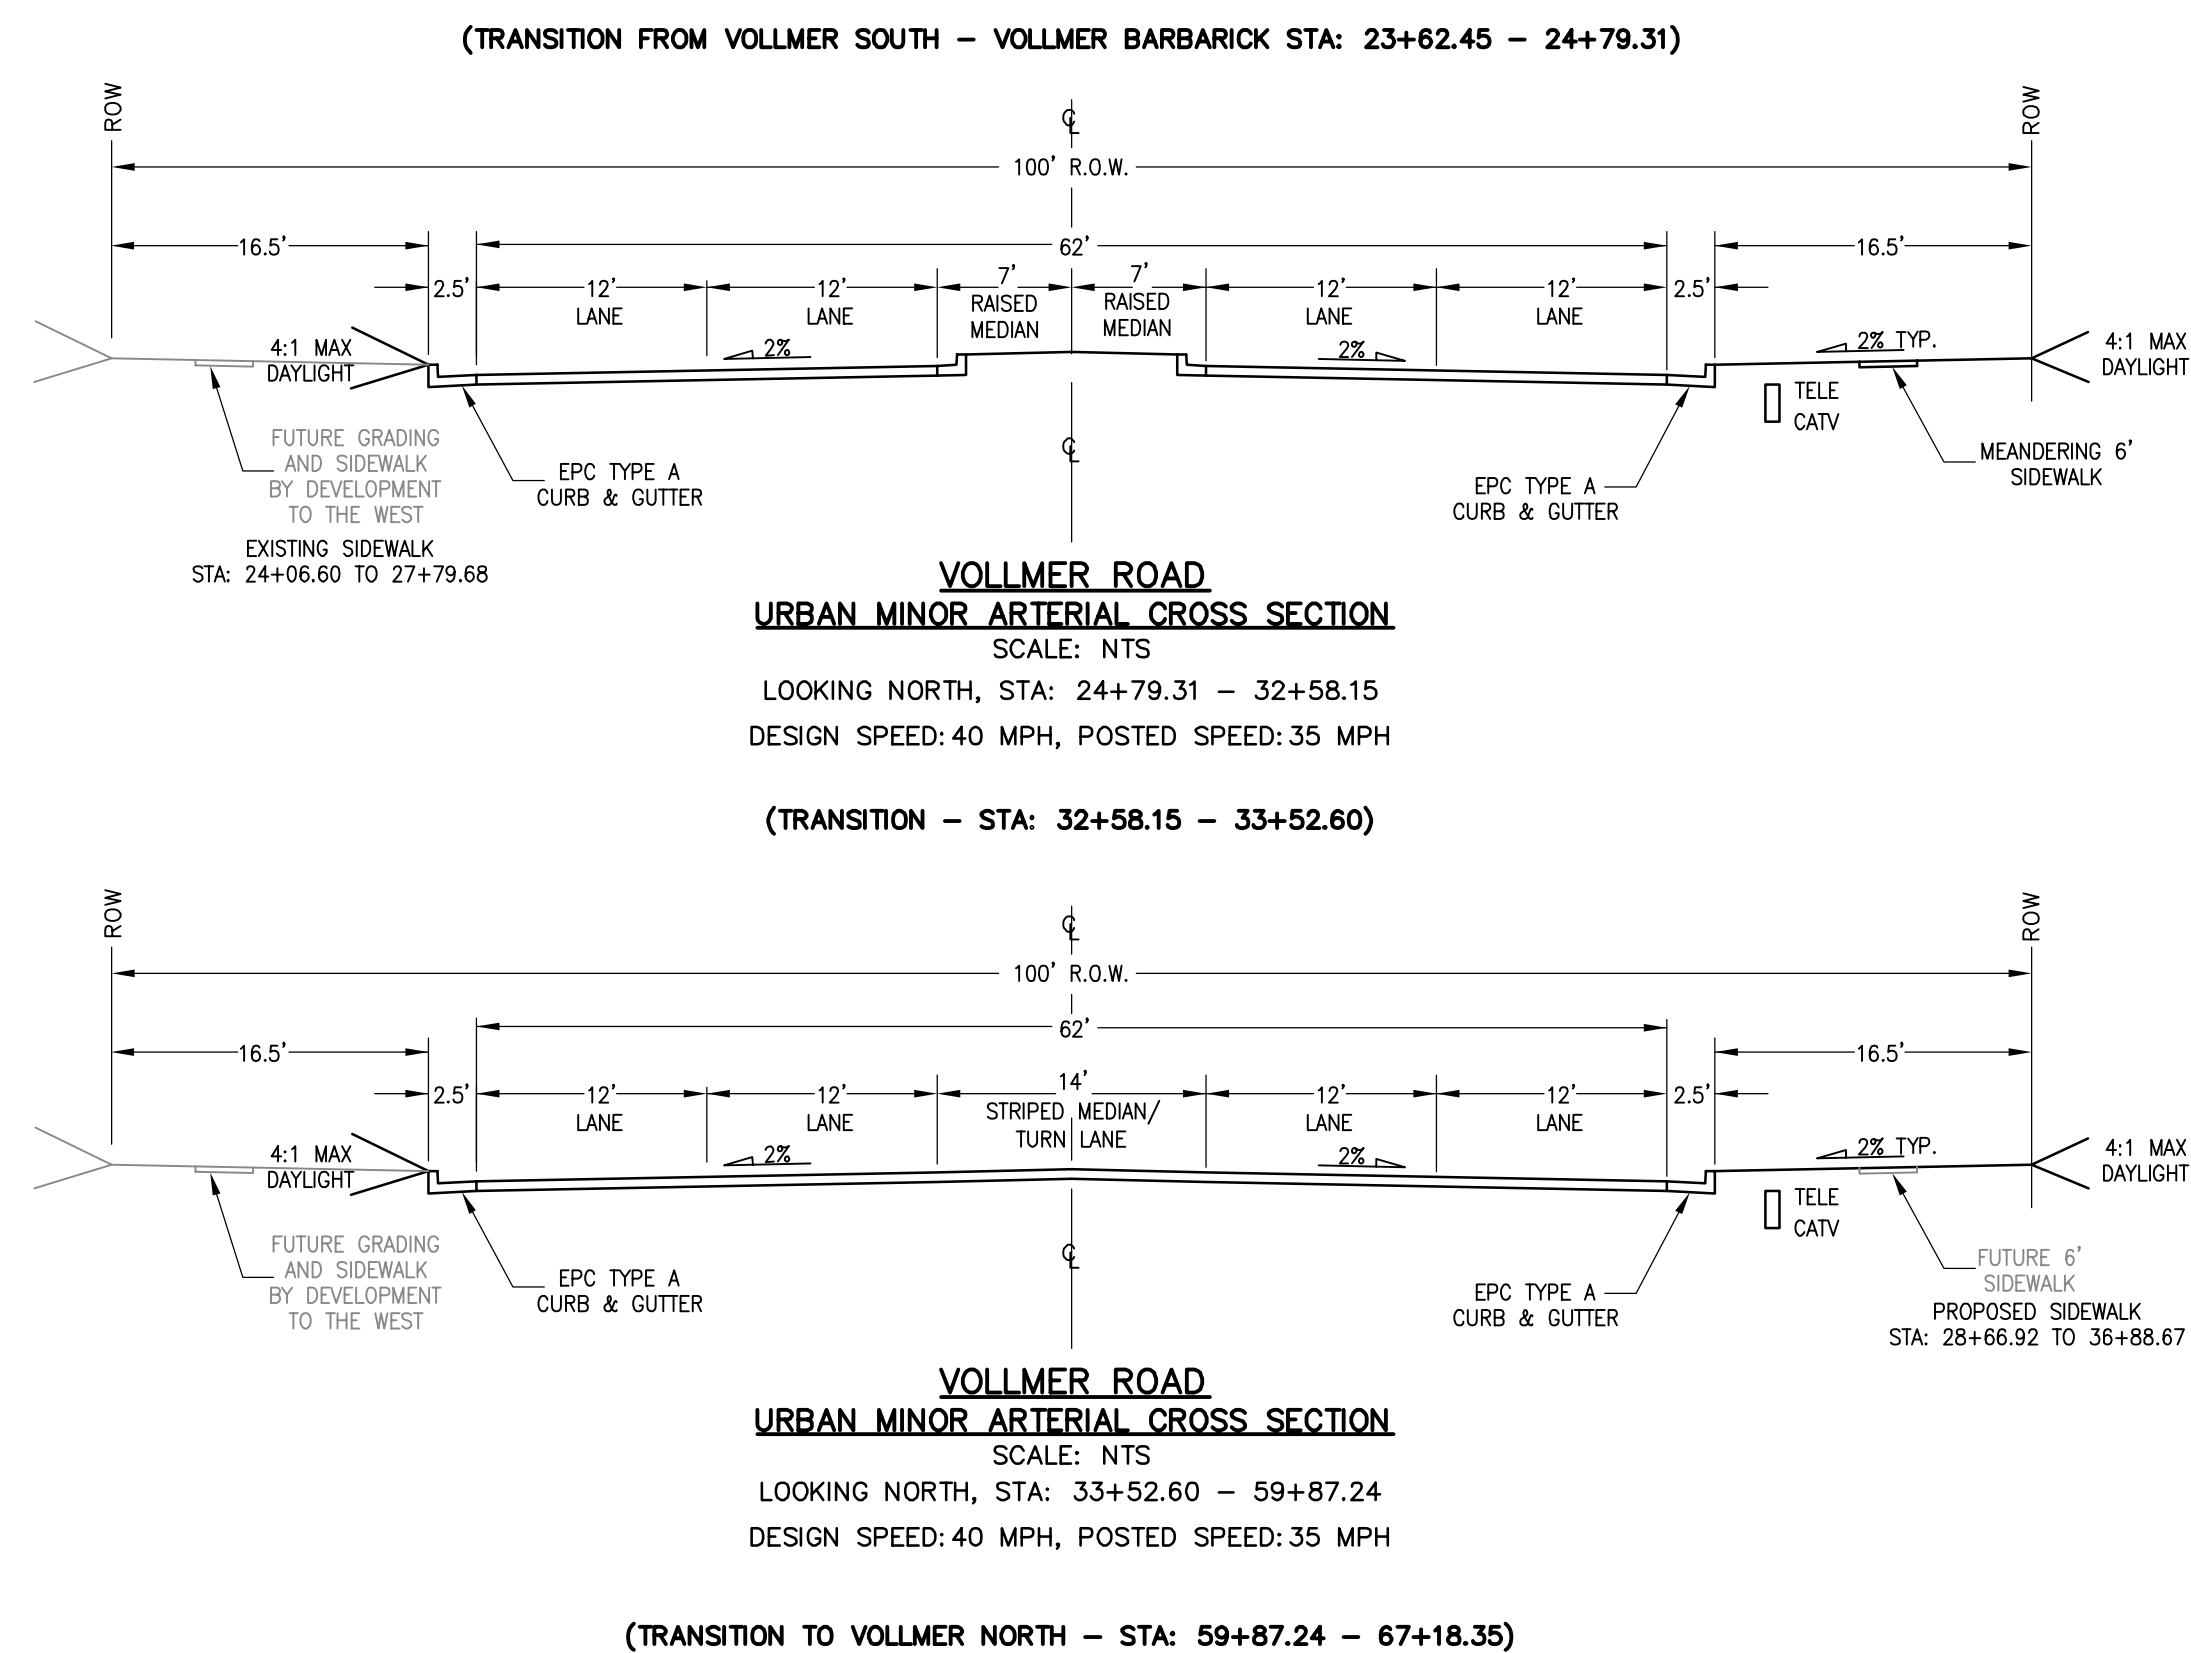 (TRANSITION FROM VOLLMER SOUTH - VOLLMER BARBARICK STA: 23+62.45 - 24+79.31)
ROW
ROW
℄
100' R.O.W.
16.5'
62'
16.5'
2.5'
12'
LANE
12'
LANE
7'
RAISED
MEDIAN
7'
RAISED
MEDIAN
12'
LANE
12'
LANE
2.5'
4:1 MAX
DAYLIGHT
2%
2%
2% TYP.
4:1 MAX
DAYLIGHT
TELE
CATV
FUTURE GRADING
AND SIDEWALK
BY DEVELOPMENT
TO THE WEST
EXISTING SIDEWALK
STA: 24+06.60 TO 27+79.68
EPC TYPE A
CURB & GUTTER
℄
EPC TYPE A
CURB & GUTTER
MEANDERING 6'
SIDEWALK
VOLLMER ROAD
URBAN MINOR ARTERIAL CROSS SECTION
SCALE: NTS
LOOKING NORTH, STA: 24+79.31 - 32+58.15
DESIGN SPEED: 40 MPH, POSTED SPEED: 35 MPH
(TRANSITION - STA: 32+58.15 - 33+52.60)
ROW
ROW
℄
100' R.O.W.
62'
16.5'
16.5'
2.5'
12'
LANE
12'
LANE
14'
STRIPED MEDIAN/
TURN LANE
12'
LANE
12'
LANE
2.5'
4:1 MAX
DAYLIGHT
2%
2%
2% TYP.
4:1 MAX
DAYLIGHT
TELE
CATV
FUTURE GRADING
AND SIDEWALK
BY DEVELOPMENT
TO THE WEST
EPC TYPE A
CURB & GUTTER
℄
EPC TYPE A
CURB & GUTTER
FUTURE 6'
SIDEWALK
PROPOSED SIDEWALK
STA: 28+66.92 TO 36+88.67
VOLLMER ROAD
URBAN MINOR ARTERIAL CROSS SECTION
SCALE: NTS
LOOKING NORTH, STA: 33+52.60 - 59+87.24
DESIGN SPEED: 40 MPH, POSTED SPEED: 35 MPH
(TRANSITION TO VOLLMER NORTH - STA: 59+87.24 - 67+18.35)